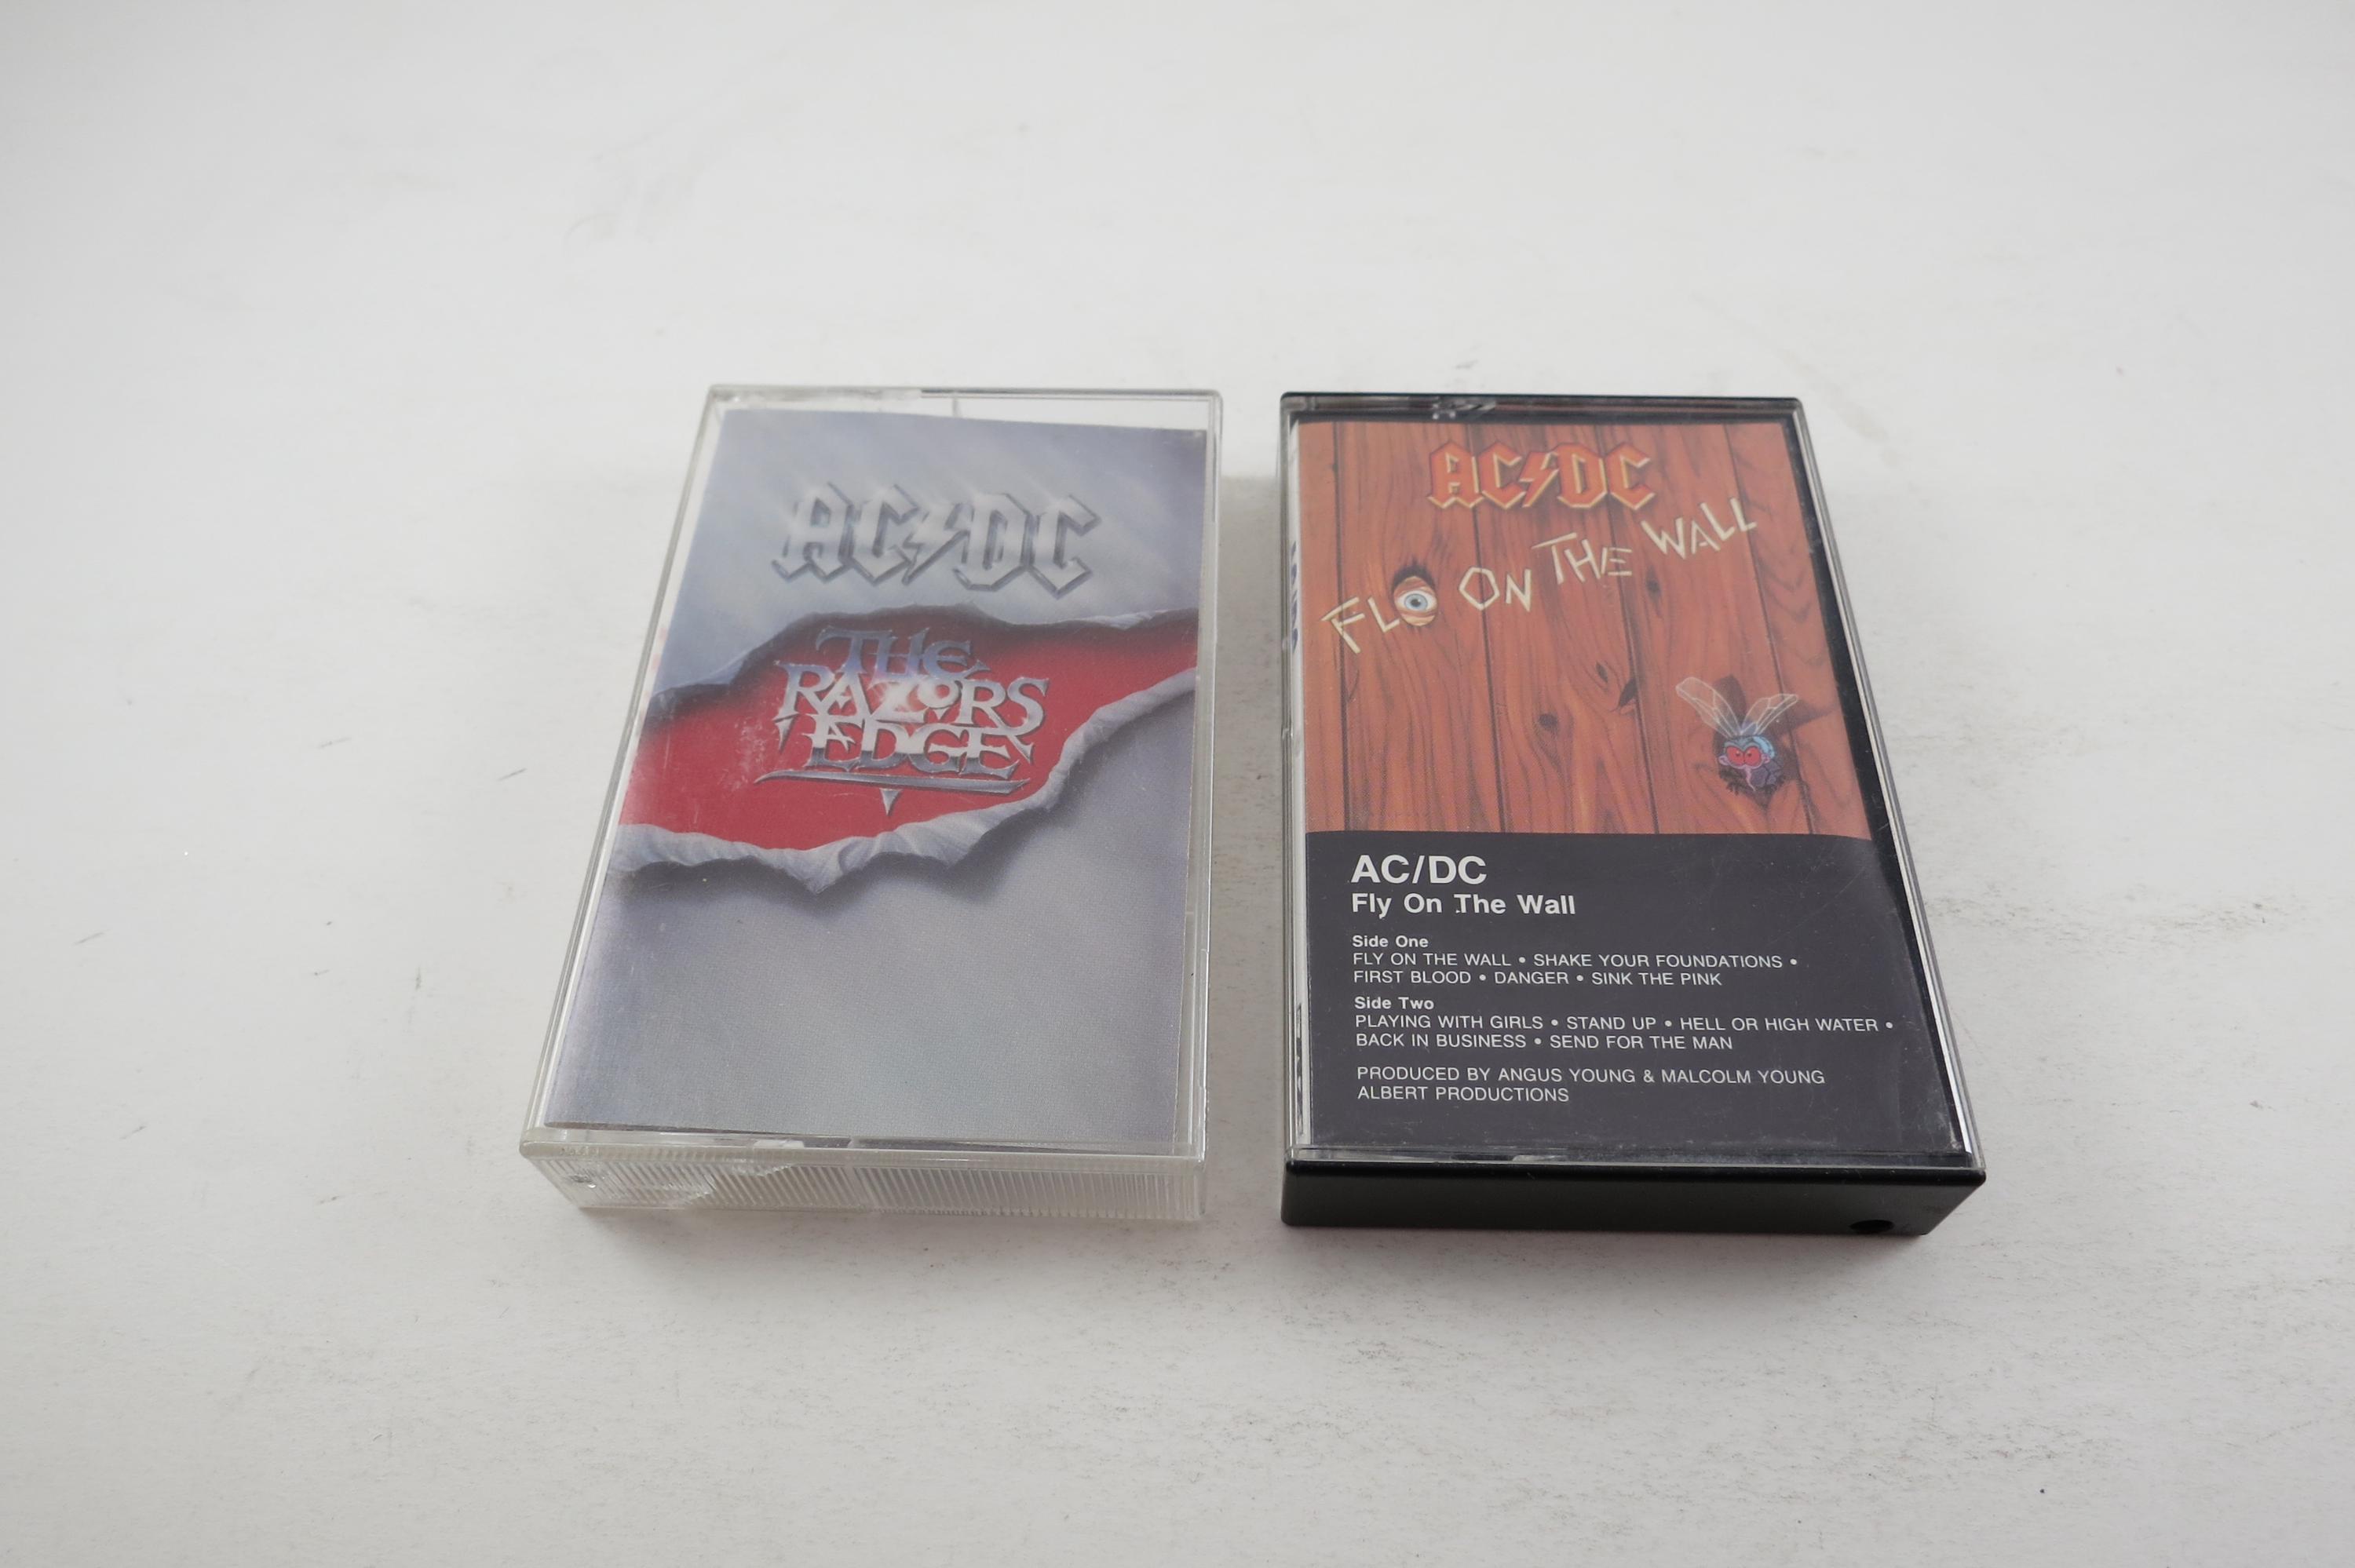 AC/DC
THE
RAZORS
EDGE
AC/DC
FLY ON THE WALL
AC/DC
Fly On The Wall
Side One
FLY ON THE WALL • SHAKE YOUR FOUNDATIONS •
FIRST BLOOD • DANGER • SINK THE PINK
Side Two
PLAYING WITH GIRLS • STAND UP • HELL OR HIGH WATER •
BACK IN BUSINESS • SEND FOR THE MAN
PRODUCED BY ANGUS YOUNG & MALCOLM YOUNG
ALBERT PRODUCTIONS